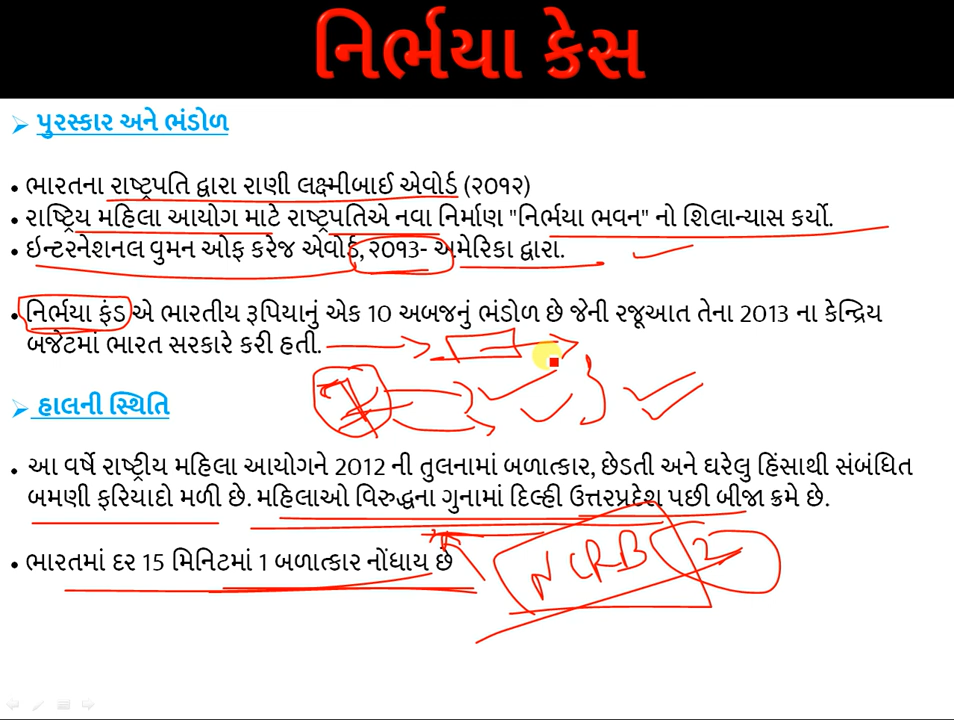 નિર્ભયા કેસ
➢ પુરસ્કાર અને ભંડોળ
• ભારતના રાષ્ટ્રપતિ દ્વારા રાણી લક્ષ્મીબાઈ એવોર્ડ (૨૦૧૨)
• રાષ્ટ્રિય મહિલા આયોગ માટે રાષ્ટ્રપતિએ નવા નિર્માણ "નિર્ભયા ભવન" નો શિલાન્યાસ કર્યો.
• ઇન્ટરનેશનલ વુમન ઓફ કરેજ એવોર્ડ, ૨૦૧૩- અમેરિકા દ્વારા.
• નિર્ભયા ફંડ એ ભારતીય રૂપિયાનું એક 10 અબજનું ભંડોળ છે જેની રજૂઆત તેના 2013 ના કેન્દ્રિય
બજેટમાં ભારત સરકારે કરી હતી.
➢ હાલની સ્થિતિ
• આ વર્ષે રાષ્ટ્રીય મહિલા આયોગને 2012 ની તુલનામાં બળાત્કાર, છેડતી અને ઘરેલુ હિંસાથી સંબંધિત
બમણી ફરિયાદો મળી છે. મહિલાઓ વિરુદ્ધના ગુનામાં દિલ્હી ઉત્તરપ્રદેશ પછી બીજા ક્રમે છે.
• ભારતમાં દર 15 મિનિટમાં 1 બળાત્કાર નોંધાય છે
NCRB 2